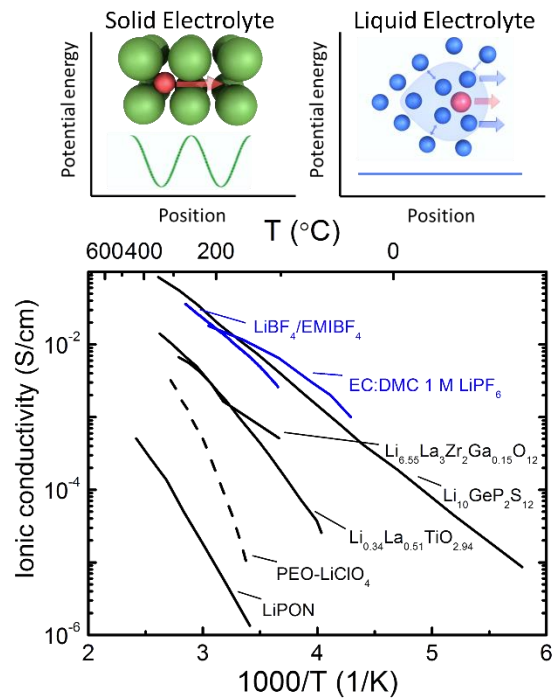 Solid Electrolyte
Liquid Electrolyte
Potential energy
Position
Potential energy
Position
T (°C)
600 400 200 0
Ionic conductivity (S/cm)
10⁻²
10⁻⁴
10⁻⁶
LiBF₄/EMIBF₄
EC:DMC 1 M LiPF₆
Li₆.₅₅La₃Zr₂Ga₀.₁₅O₁₂
Li₁₀GeP₂S₁₂
Li₀.₃₄La₀.₅₁TiO₂.₉₄
PEO-LiClO₄
LiPON
2 3 4 5 6
1000/T (1/K)